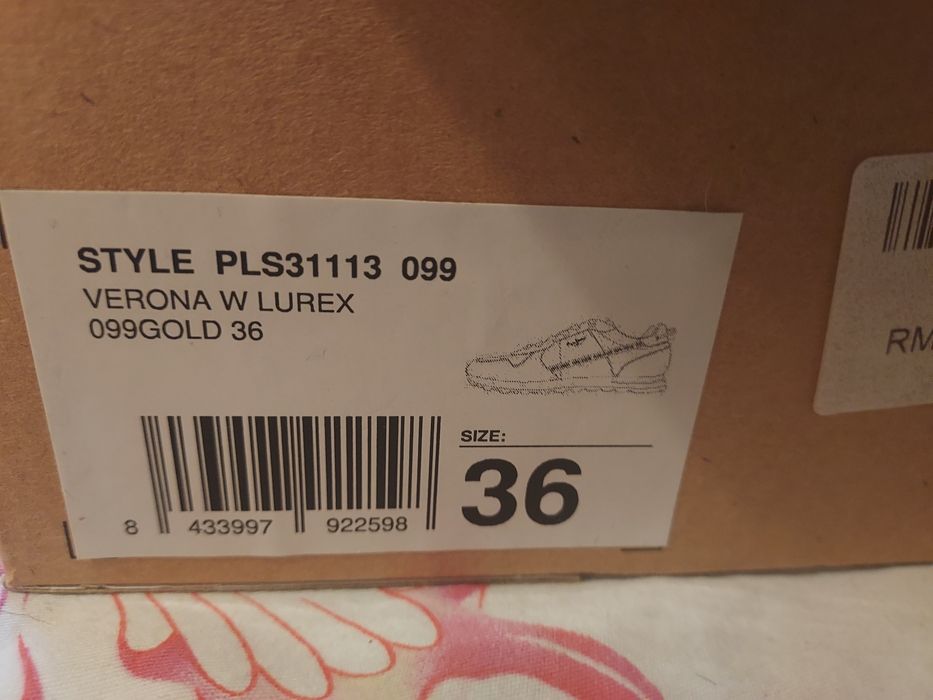 STYLE PLS31113 099
VERONA W LUREX
099GOLD 36
SIZE:
36
8 433997 922598
RM